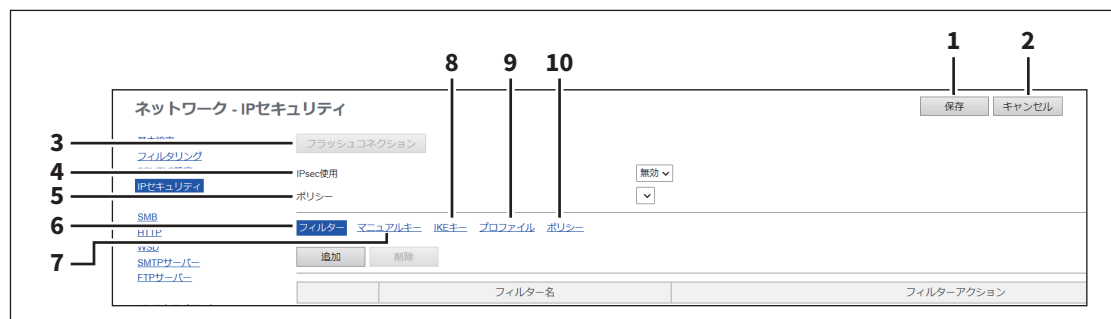 1
2
8
9
10
ネットワーク - IPセキュリティ
保存
キャンセル
3
フラッシュコネクション
フィルタリング
4
IPsec使用
無効
IPセキュリティ
5
ポリシー
SMB
6
フィルター
マニュアルキー
IKEキー
プロファイル
ポリシー
HTTP
WSD
7
追加
削除
SMTPサーバー
FTPサーバー
フィルター名
フィルターアクション